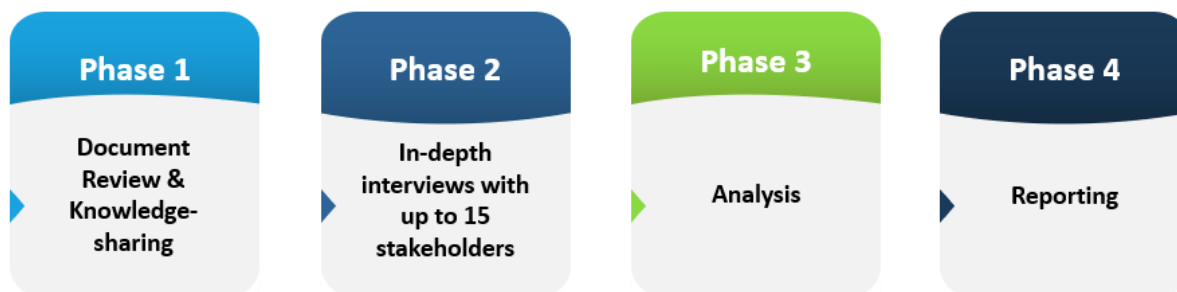 Phase 1
Document
Review &
Knowledge-
sharing
Phase 2
In-depth
interviews with
up to 15
stakeholders
Phase 3
Analysis
Phase 4
Reporting